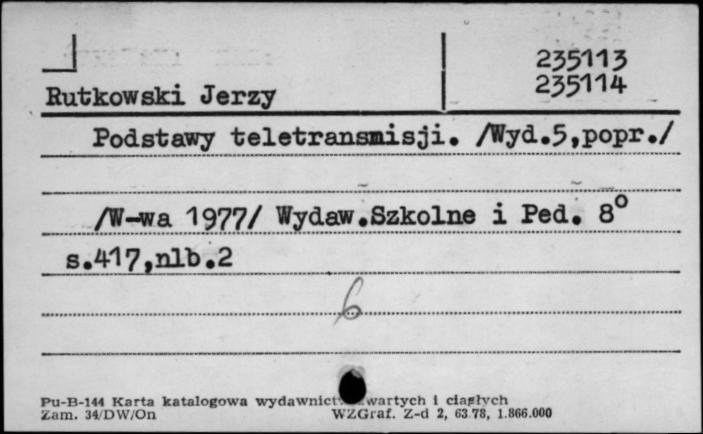 235113
235114
Rutkowski Jerzy
Podstawy teletransmisji. /Wyd.5,popr./
/W-wa 1977/ Wydaw.Szkolne i Ped. 8°
s.417,nlb.2
6
Pu-B-144 Karta katalogowa wydawnict wartych i ciągłych
Zam. 34/DW/On WZGraf. Z-d 2, 63.78, 1.866.000